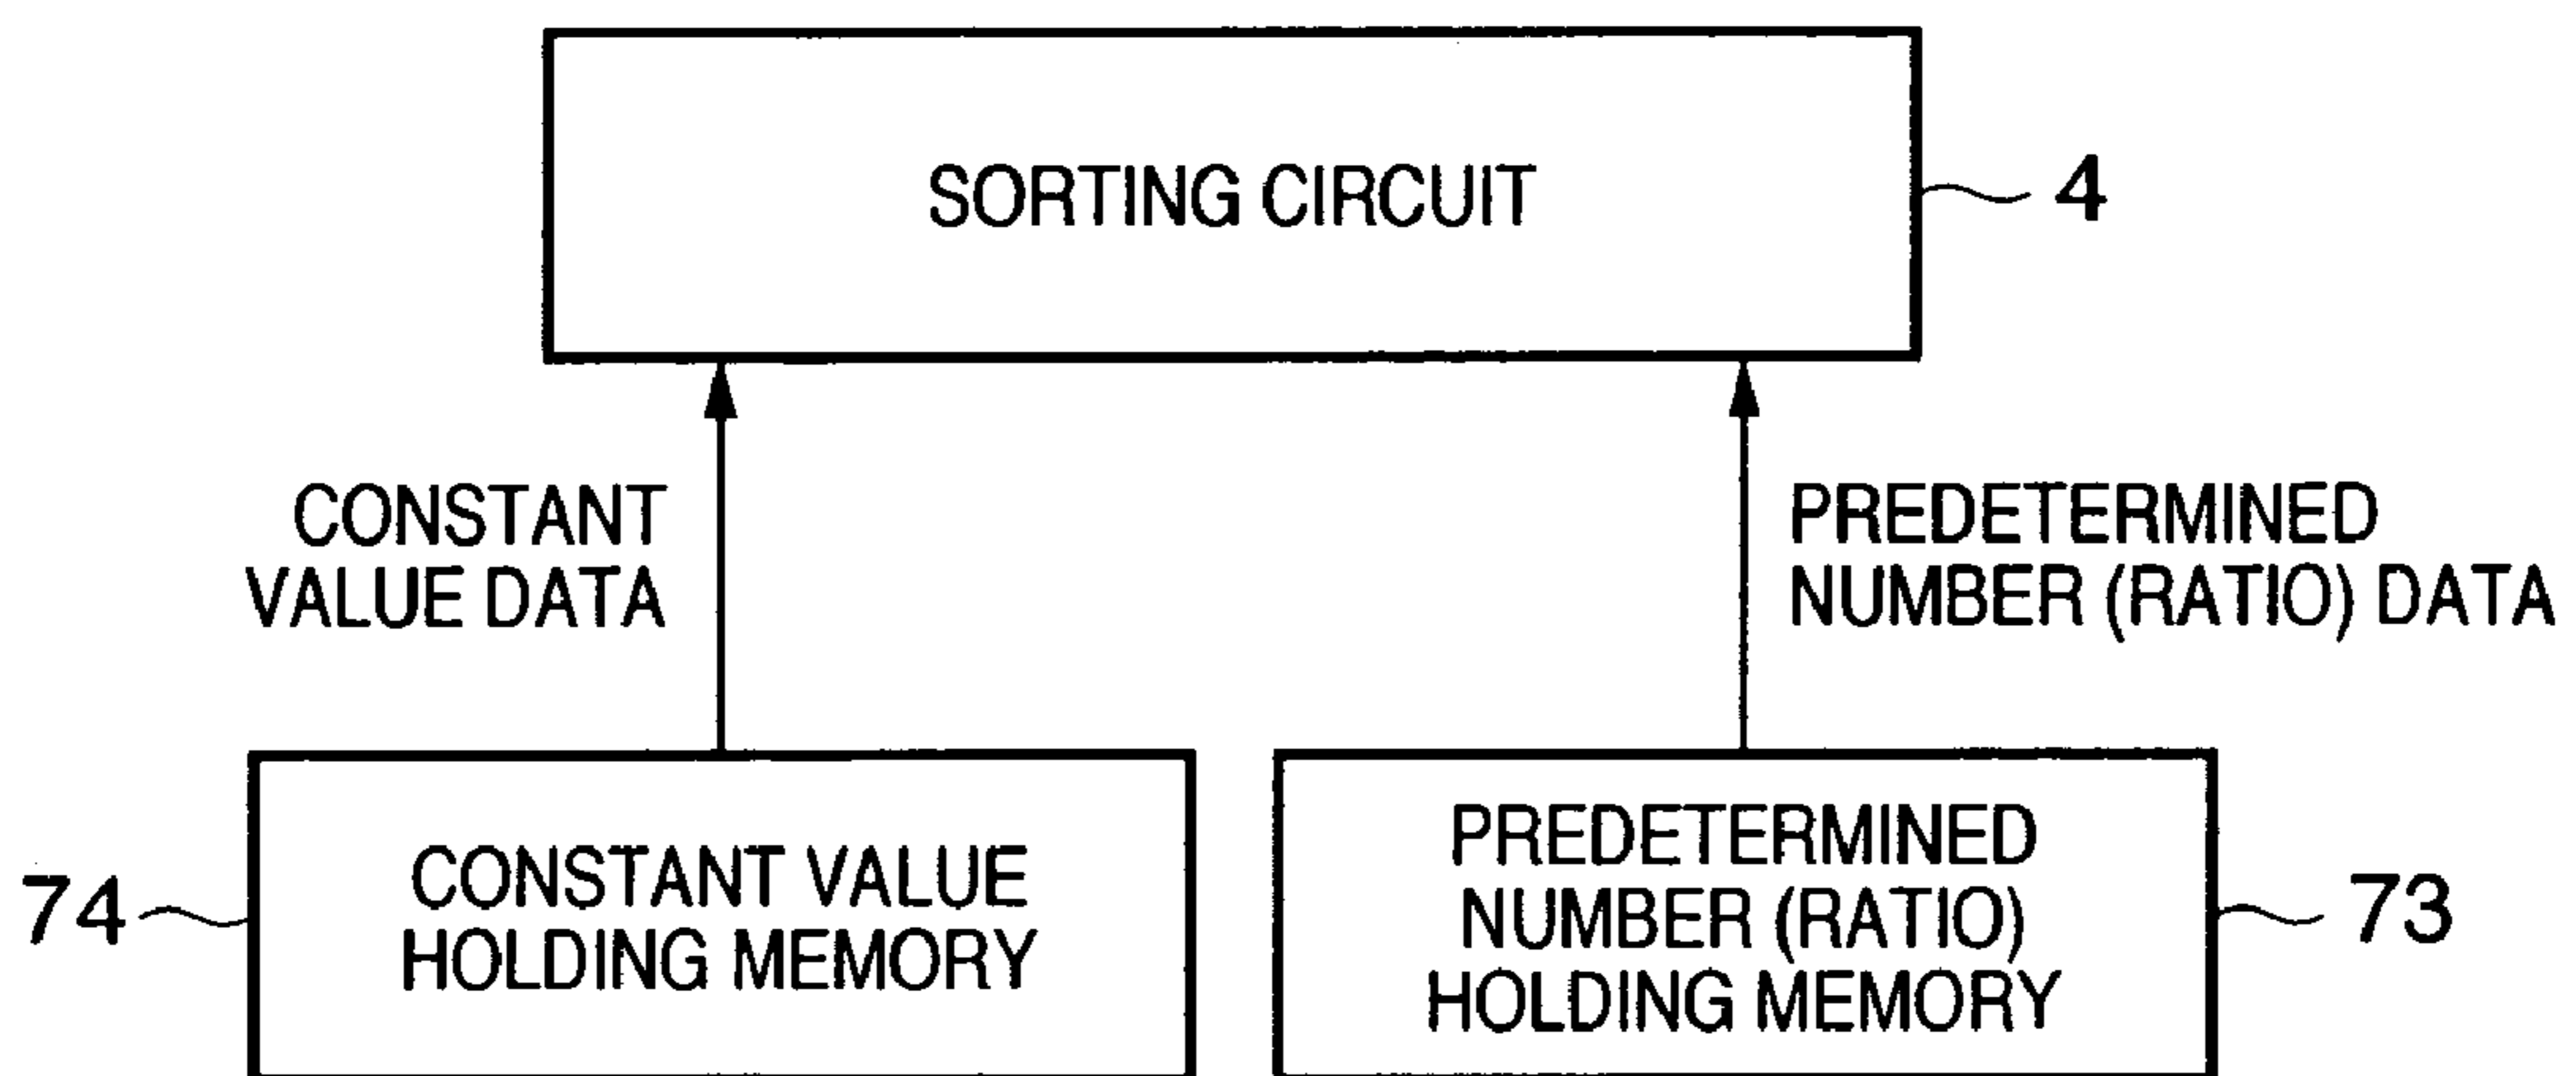 SORTING CIRCUIT
4
CONSTANT
VALUE DATA
PREDETERMINED
NUMBER (RATIO) DATA
74
CONSTANT VALUE
HOLDING MEMORY
PREDETERMINED
NUMBER (RATIO)
HOLDING MEMORY
73